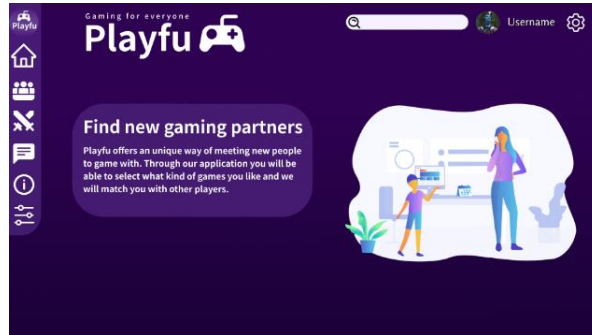 Playfu
Gaming for everyone
Playfu
Username
Find new gaming partners
Playfu offers an unique way of meeting new people
to game with. Through our application you will be
able to select what kind of games you like and we
will match you with other players.